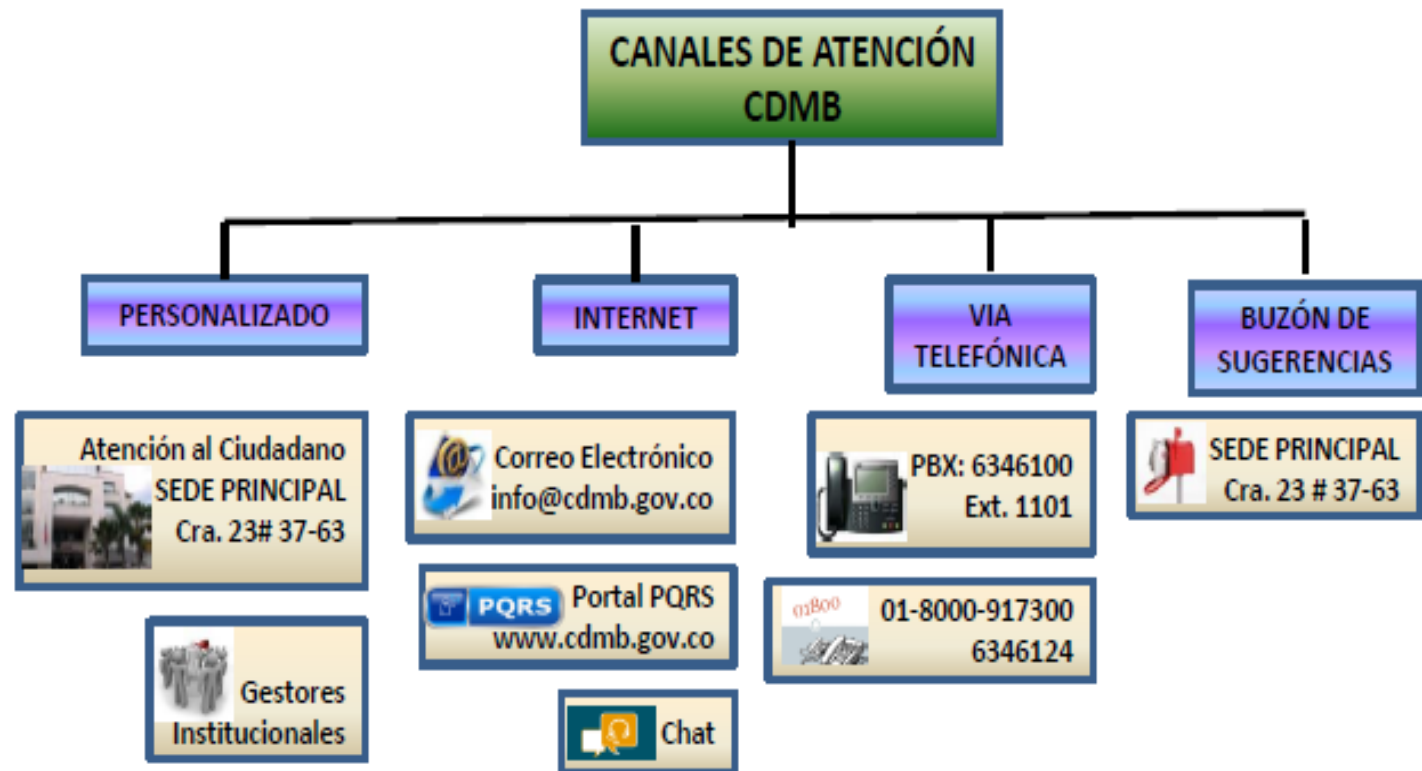 CANALES DE ATENCIÓN
CDMB
PERSONALIZADO
INTERNET
VIA
TELEFÓNICA
BUZÓN DE
SUGERENCIAS
Atención al Ciudadano
SEDE PRINCIPAL
Cra. 23# 37-63
Gestores
Institucionales
Correo Electrónico
info@cdmb.gov.co
PQRS
Portal PQRS
www.cdmb.gov.co
Chat
PBX: 6346100
Ext. 1101
01800
01-8000-917300
6346124
SEDE PRINCIPAL
Cra. 23 # 37-63